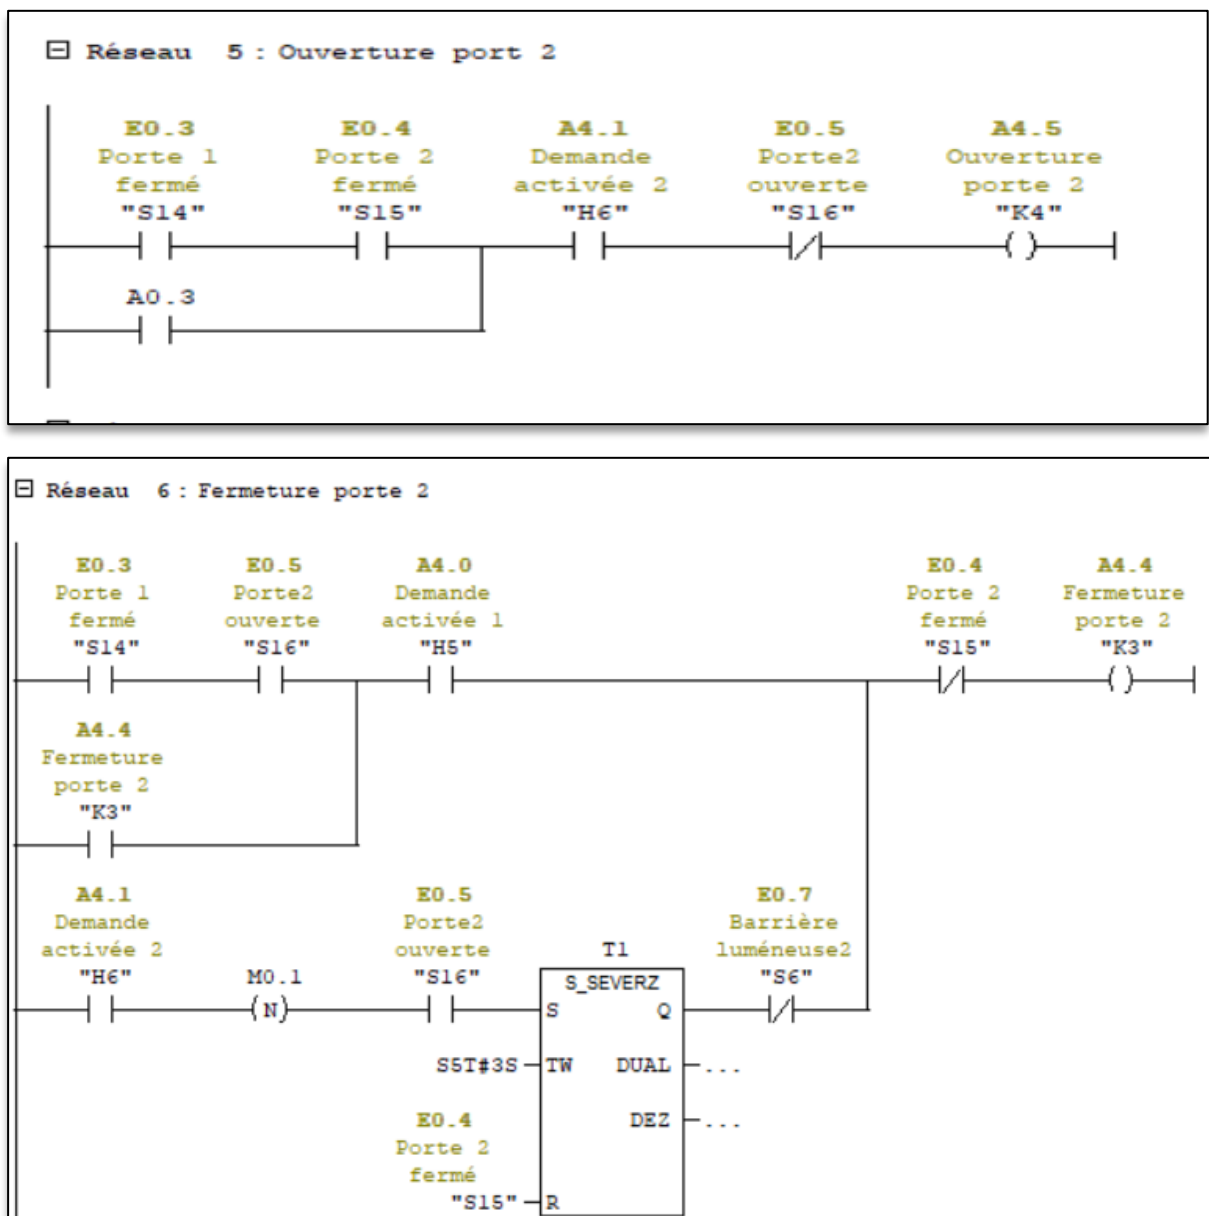 Réseau 5 : Ouverture port 2
E0.3 E0.4 A4.1 E0.5 A4.5
Porte 1 Porte 2 Demande Porte2 Ouverture
fermé fermé activée 2 ouverte porte 2
"S14" "S15" "H6" "S16" "K4"
A0.3
Réseau 6 : Fermeture porte 2
E0.3 E0.5 A4.0 E0.4 A4.4
Porte 1 Porte2 Demande Porte 2 Fermeture
fermé ouverte activée 1 fermé porte 2
"S14" "S16" "H5" "S15" "K3"
A4.4
Fermeture
porte 2
"K3"
A4.1 E0.5 E0.7
Demande Porte2 Barrière
activée 2 ouverte T1 luméneuse2
"H6" M0.1 "S16" S_SEVERZ "S6"
N S Q
S5T#3S TW DUAL ...
E0.4 DEZ ...
Porte 2
fermé
"S15" R